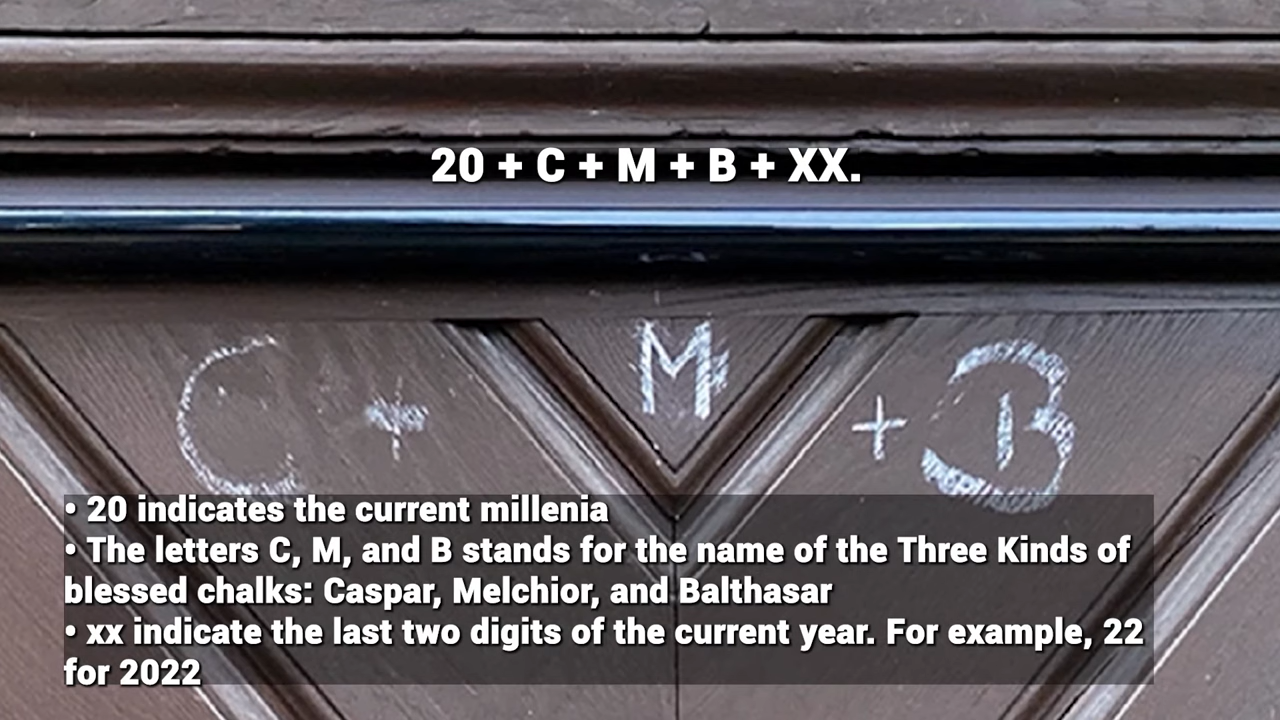 20 + C + M + B + XX.
C + M + B
• 20 indicates the current millenia
• The letters C, M, and B stands for the name of the Three Kinds of
blessed chalks: Caspar, Melchior, and Balthasar
• xx indicate the last two digits of the current year. For example, 22
for 2022